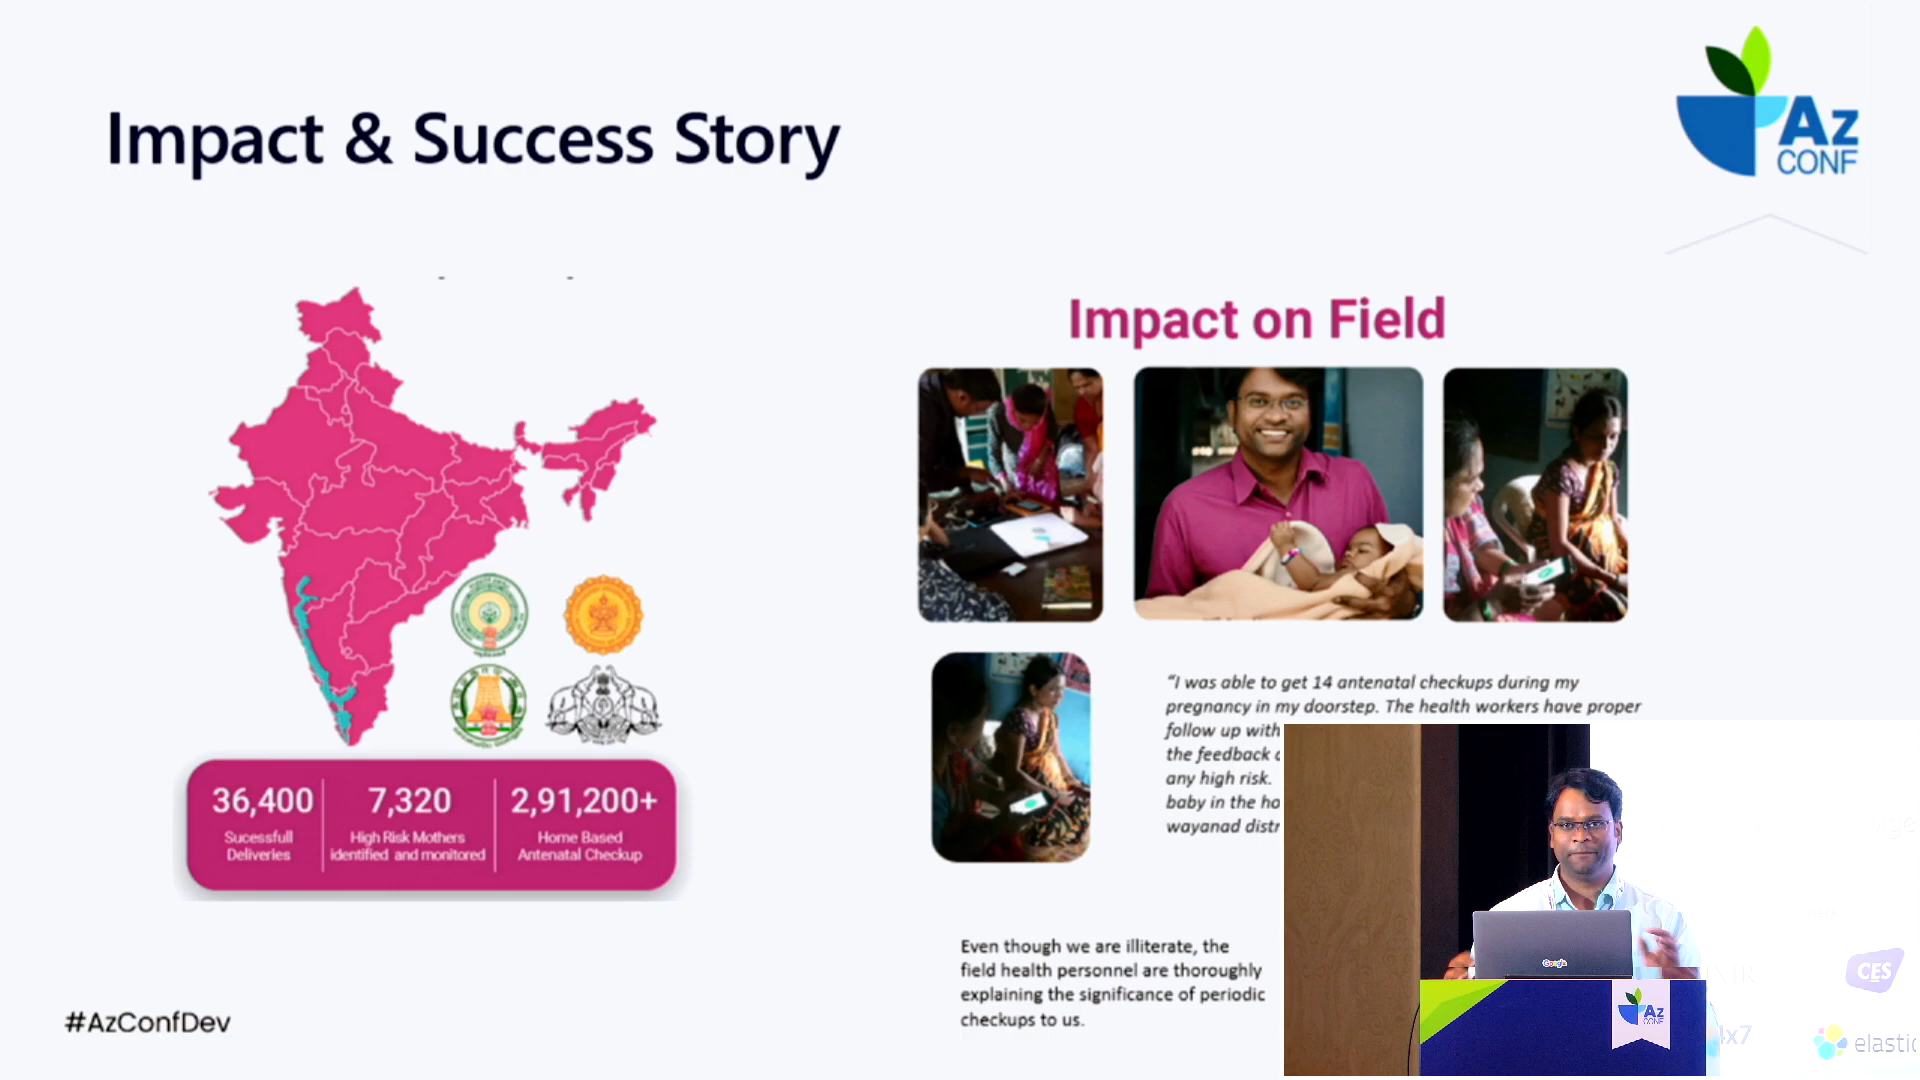 Impact & Success Story
Az
CONF
Impact on Field
36,400
Sucessfull
Deliveries
7,320
High Risk Mothers
identified and monitored
2,91,200+
Home Based
Antenatal Checkup
“I was able to get 14 antenatal checkups during my
pregnancy in my doorstep. The health workers have proper
follow up with
the feedback
any high risk.
baby in the
wayanad
Even though we are illiterate, the
field health personnel are thoroughly
explaining the significance of periodic
checkups to us.
#AzConfDev
Google
Az
CONF
CES
elastic